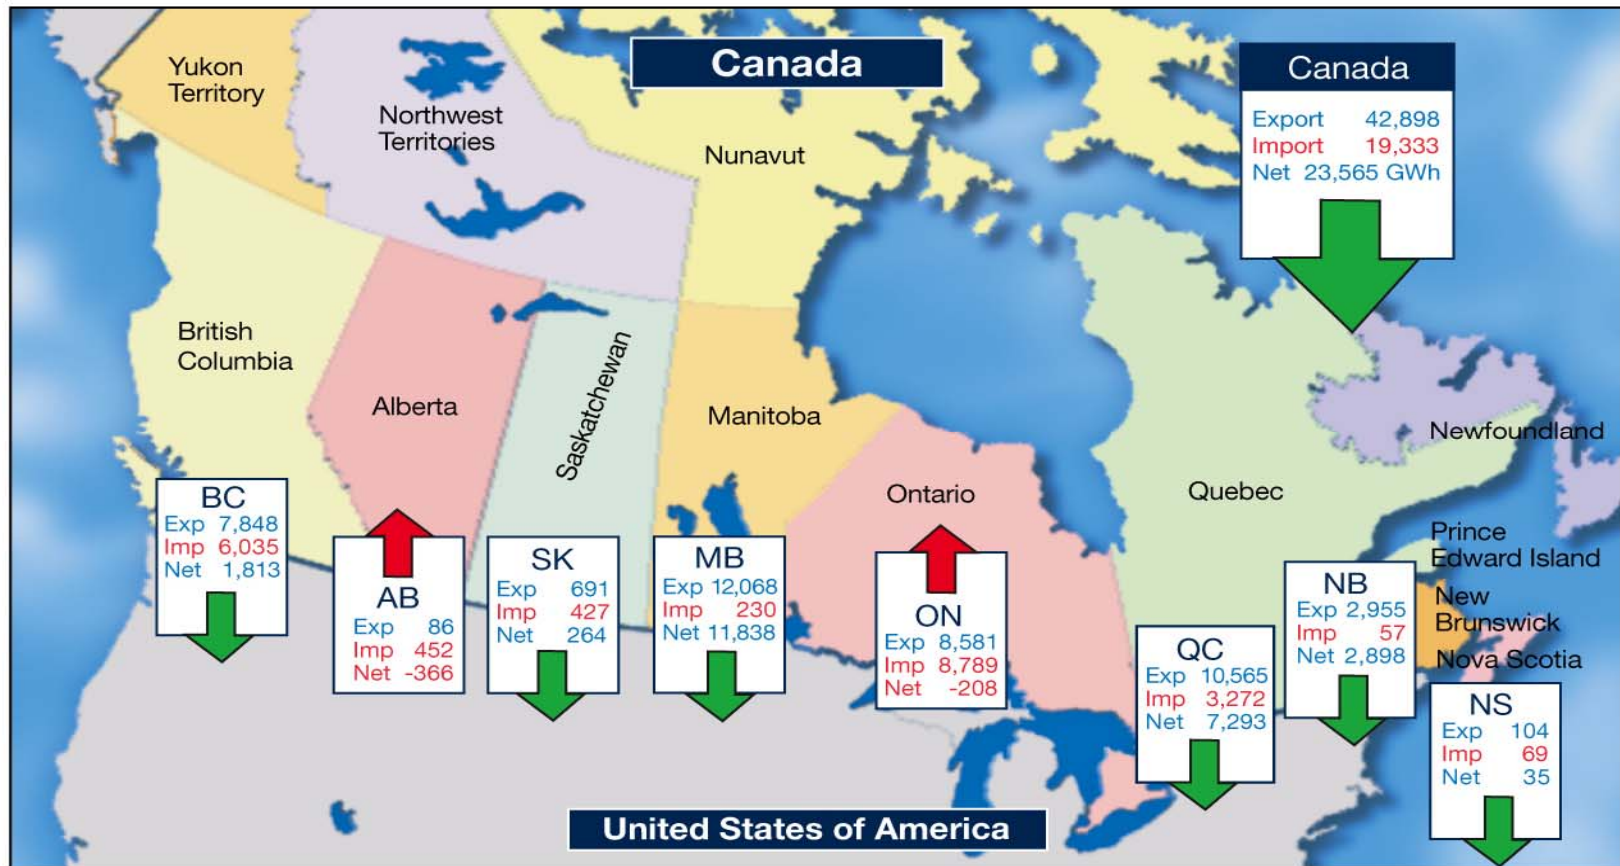 Canada
Canada
Export 42,898
Import 19,333
Net 23,565 GWh
Yukon
Territory
Northwest
Territories
Nunavut
British
Columbia
Alberta
Saskatchewan
Manitoba
Ontario
Quebec
Newfoundland
Prince
Edward Island
New
Brunswick
Nova Scotia
BC
Exp 7,848
Imp 6,035
Net 1,813
AB
Exp 86
Imp 452
Net -366
SK
Exp 691
Imp 427
Net 264
MB
Exp 12,068
Imp 230
Net 11,838
ON
Exp 8,581
Imp 8,789
Net -208
QC
Exp 10,565
Imp 3,272
Net 7,293
NB
Exp 2,955
Imp 57
Net 2,898
NS
Exp 104
Imp 69
Net 35
United States of America